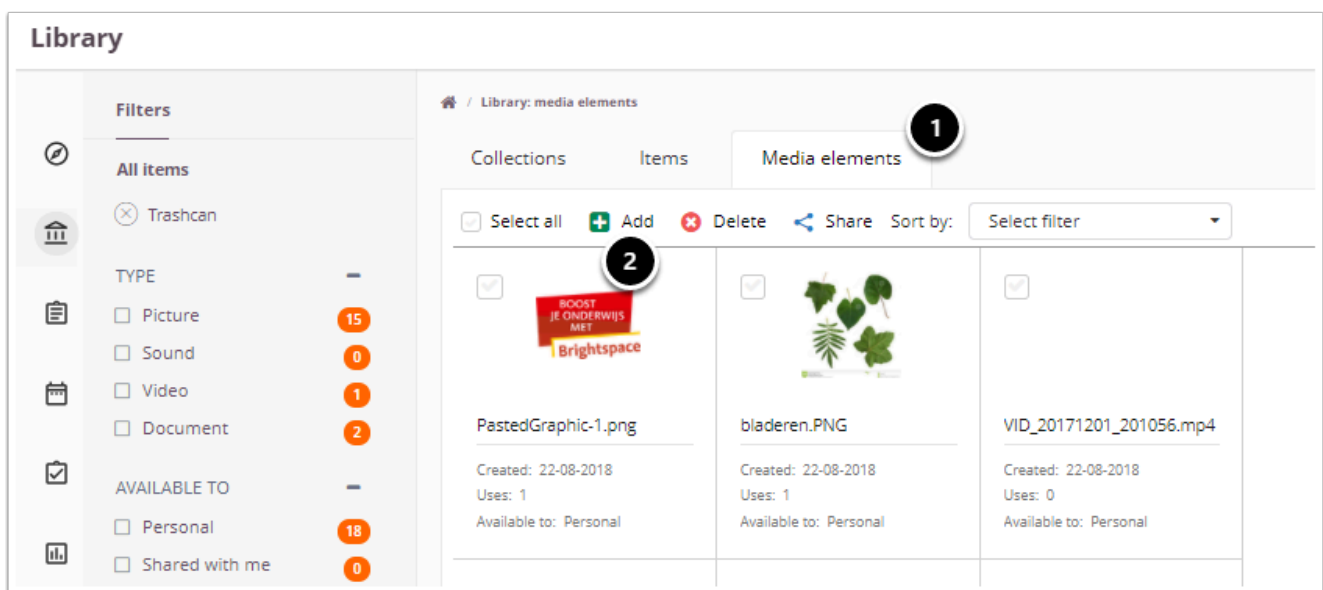 Library
Filters
All items
Trashcan
TYPE
Picture 15
Sound 0
Video 1
Document 2
AVAILABLE TO
Personal 18
Shared with me 0
/ Library: media elements
1
Collections Items Media elements
Select all Add Delete Share Sort by: Select filter
2
BOOST
JE ONDERWIJS
MET
Brightspace
PastedGraphic-1.png
Created: 22-08-2018
Uses: 1
Available to: Personal
bladeren.PNG
Created: 22-08-2018
Uses: 1
Available to: Personal
VID_20171201_201056.mp4
Created: 22-08-2018
Uses: 0
Available to: Personal